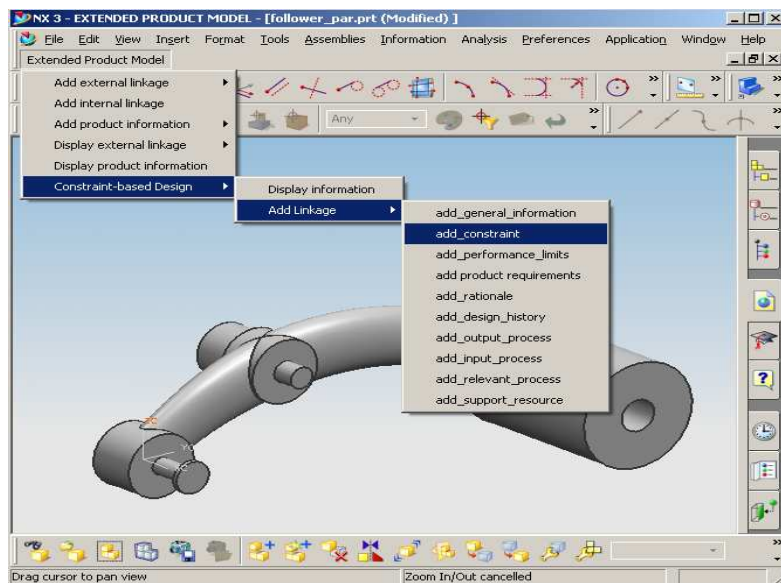 NX 3 - EXTENDED PRODUCT MODEL - [follower_par.prt (Modified) ]
File Edit View Insert Format Tools Assemblies Information Analysis Preferences Application Window Help
Extended Product Model
Add external linkage
Add internal linkage
Add product information
Any
Display external linkage
Display product information
Constraint-based Design
Display information
Add Linkage
add_general_information
add_constraint
add_performance_limits
add product requirements
add_rationale
add_design_history
add_output_process
add_input_process
add_relevant_process
add_support_resource
Drag cursor to pan view Zoom In/Out cancelled